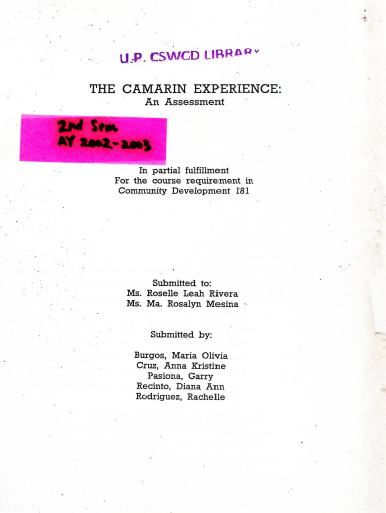 U.P. CSWCD LIBRARY
THE CAMARIN EXPERIENCE:
An Assessment
2nd Sem
AY 2002-2003
In partial fulfillment
For the course requirement in
Community Development 181
Submitted to:
Ms. Roselle Leah Rivera
Ms. Ma. Rosalyn Mesina
Submitted by:
Burgos, Maria Olivia
Cruz, Anna Kristine
Pasiona, Garry
Recinto, Diana Ann
Rodriguez, Rachelle